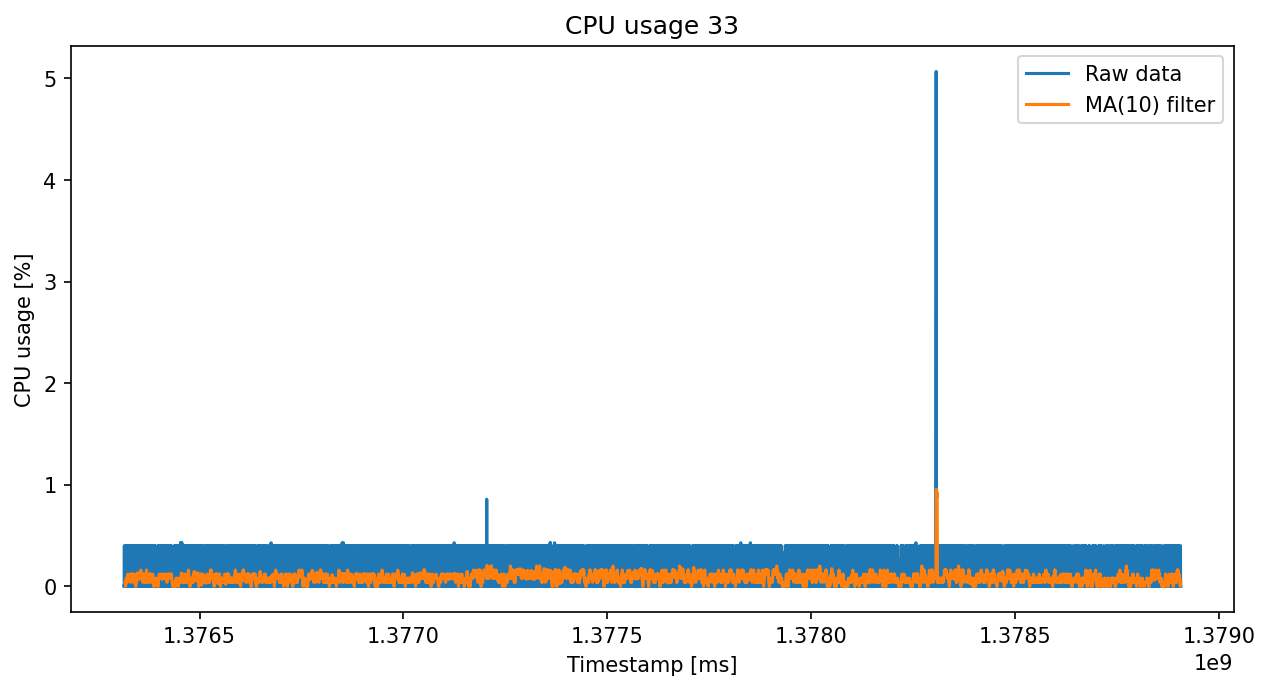 CPU usage 33
Raw data
MA(10) filter
CPU usage [%]
5
4
3
2
1
0
1.3765 1.3770 1.3775 1.3780 1.3785 1.3790
1e9
Timestamp [ms]